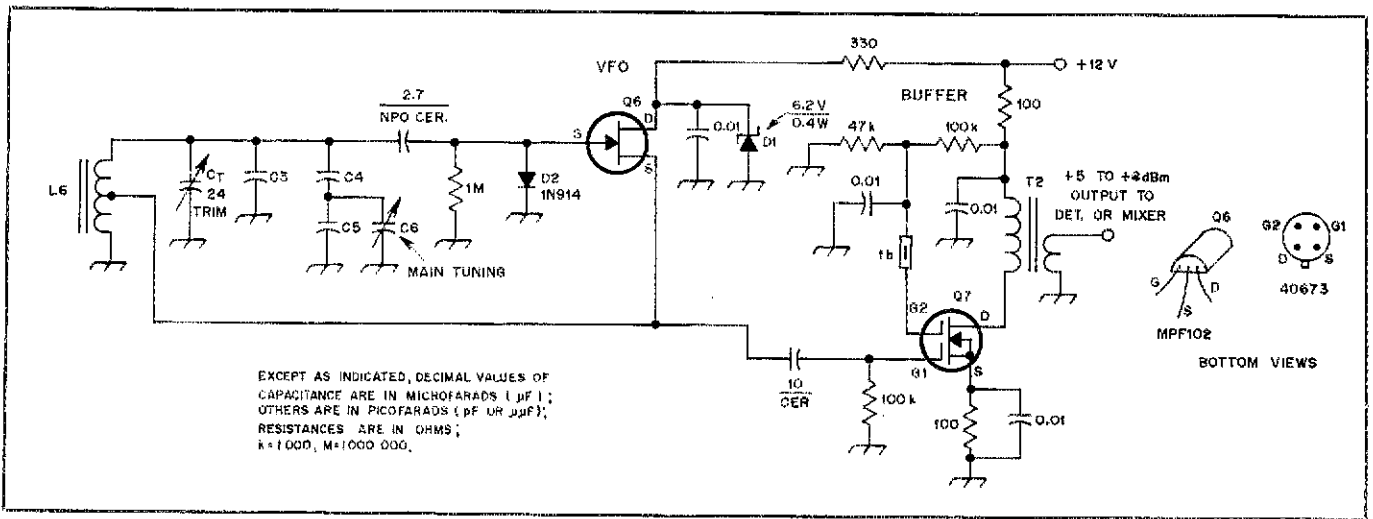 330
VFO
+12 V
2.7
NPO CER.
Q6
D
G
S
0.01
6.2 V
0.4W
D1
BUFFER
47k
100k
100
L6
CT
24
TRIM
C3
C4
C5
C6
MAIN TUNING
1M
D2
1N914
0.01
0.01
fb
T2
OUTPUT TO
DET. OR MIXER
Q7
G2
D
G1
S
10
CER
100k
100
0.01
Q6
G
S
D
MPF102
G2
G1
D
S
40673
BOTTOM VIEWS
EXCEPT AS INDICATED, DECIMAL VALUES OF
CAPACITANCE ARE IN MICROFARADS ( µF ) ;
OTHERS ARE IN PICOFARADS ( pF OR µµF);
RESISTANCES ARE IN OHMS ;
k=1000, M=1000 000.